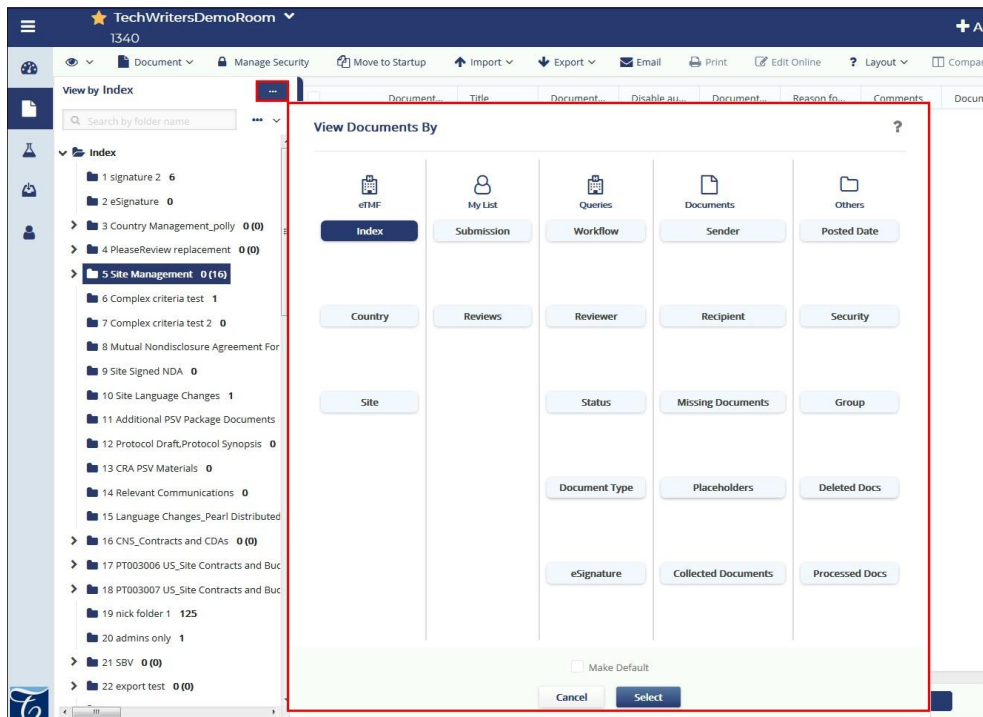 TechWritersDemoRoom
1340
Document Manage Security Move to Startup Import Export Email Print Edit Online ? Layout Compar
View by Index ...
Search by folder name
Document... Title Document... Disable au... Document... Reason fo... Comments Docum
Index
1 signature 2 6
2 eSignature 0
3 Country Management_polly 0 (0)
4 PleaseReview replacement 0 (0)
5 Site Management 0 (16)
6 Complex criteria test 1
7 Complex criteria test 2 0
8 Mutual Nondisclosure Agreement For
9 Site Signed NDA 0
10 Site Language Changes 1
11 Additional PSV Package Documents
12 Protocol Draft,Protocol Synopsis 0
13 CRA PSV Materials 0
14 Relevant Communications 0
15 Language Changes_Pearl Distributed
16 CNS_Contracts and CDAs 0 (0)
17 PT003006 US_Site Contracts and Buc
18 PT003007 US_Site Contracts and Buc
19 nick folder 1 125
20 admins only 1
21 SBV 0 (0)
22 export test 0 (0)
View Documents By ?
eTMF My List Queries Documents Others
Index Submission Workflow Sender Posted Date
Country Reviews Reviewer Recipient Security
Site Status Missing Documents Group
Document Type Placeholders Deleted Docs
eSignature Collected Documents Processed Docs
Make Default
Cancel Select